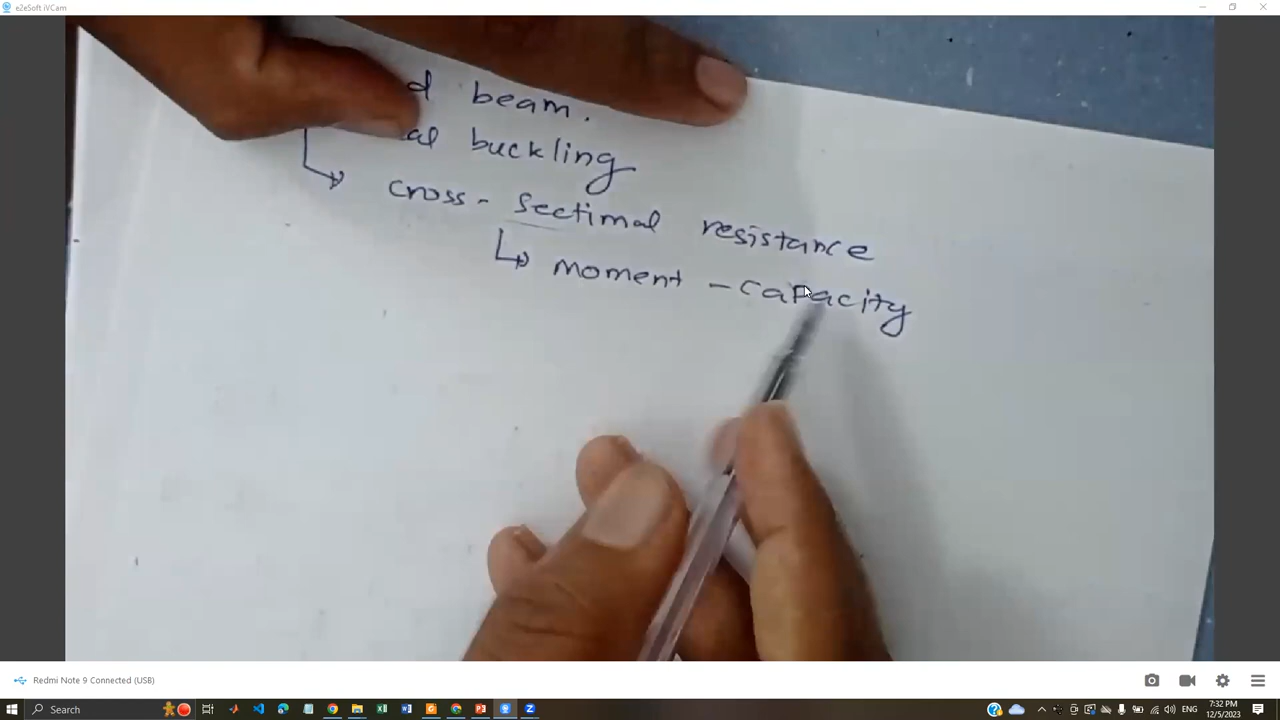 e2eSoft iVCam
d beam.
al buckling
cross- sectimal resistance
moment - capacity
Redmi Note 9 Connected (USB)
Search
ENG
7:32 PM
12/5/2023